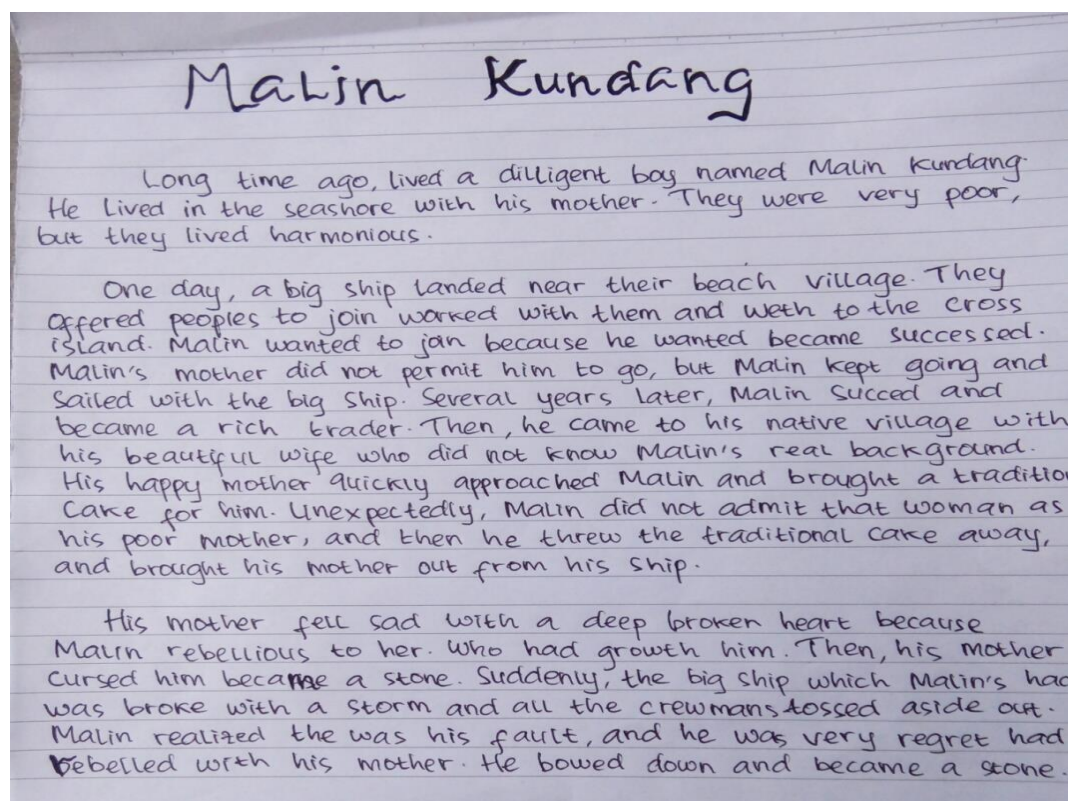 Malin Kundang
Long time ago, lived a dilligent boy named Malin Kundang.
He lived in the seashore with his mother. They were very poor,
but they lived harmonious.
One day, a big ship landed near their beach village. They
offered peoples to join worked with them and weth to the cross
island. Malin wanted to join because he wanted became successed.
Malin's mother did not permit him to go, but Malin kept going and
sailed with the big ship. Several years later, Malin succed and
became a rich trader. Then, he came to his native village with
his beautiful wife who did not know Malin's real background.
His happy mother quickly approached Malin and brought a traditio
cake for him. Unexpectedly, Malin did not admit that woman as
his poor mother, and then he threw the traditional cake away,
and brought his mother out from his ship.
His mother fell sad with a deep broken heart because
Malin rebellious to her. Who had growth him. Then, his mother
cursed him became a stone. Suddenly, the big ship which Malin's had
was broke with a storm and all the crewmans tossed aside out.
Malin realized the was his fault, and he was very regret had
rebelled with his mother. He bowed down and became a stone.